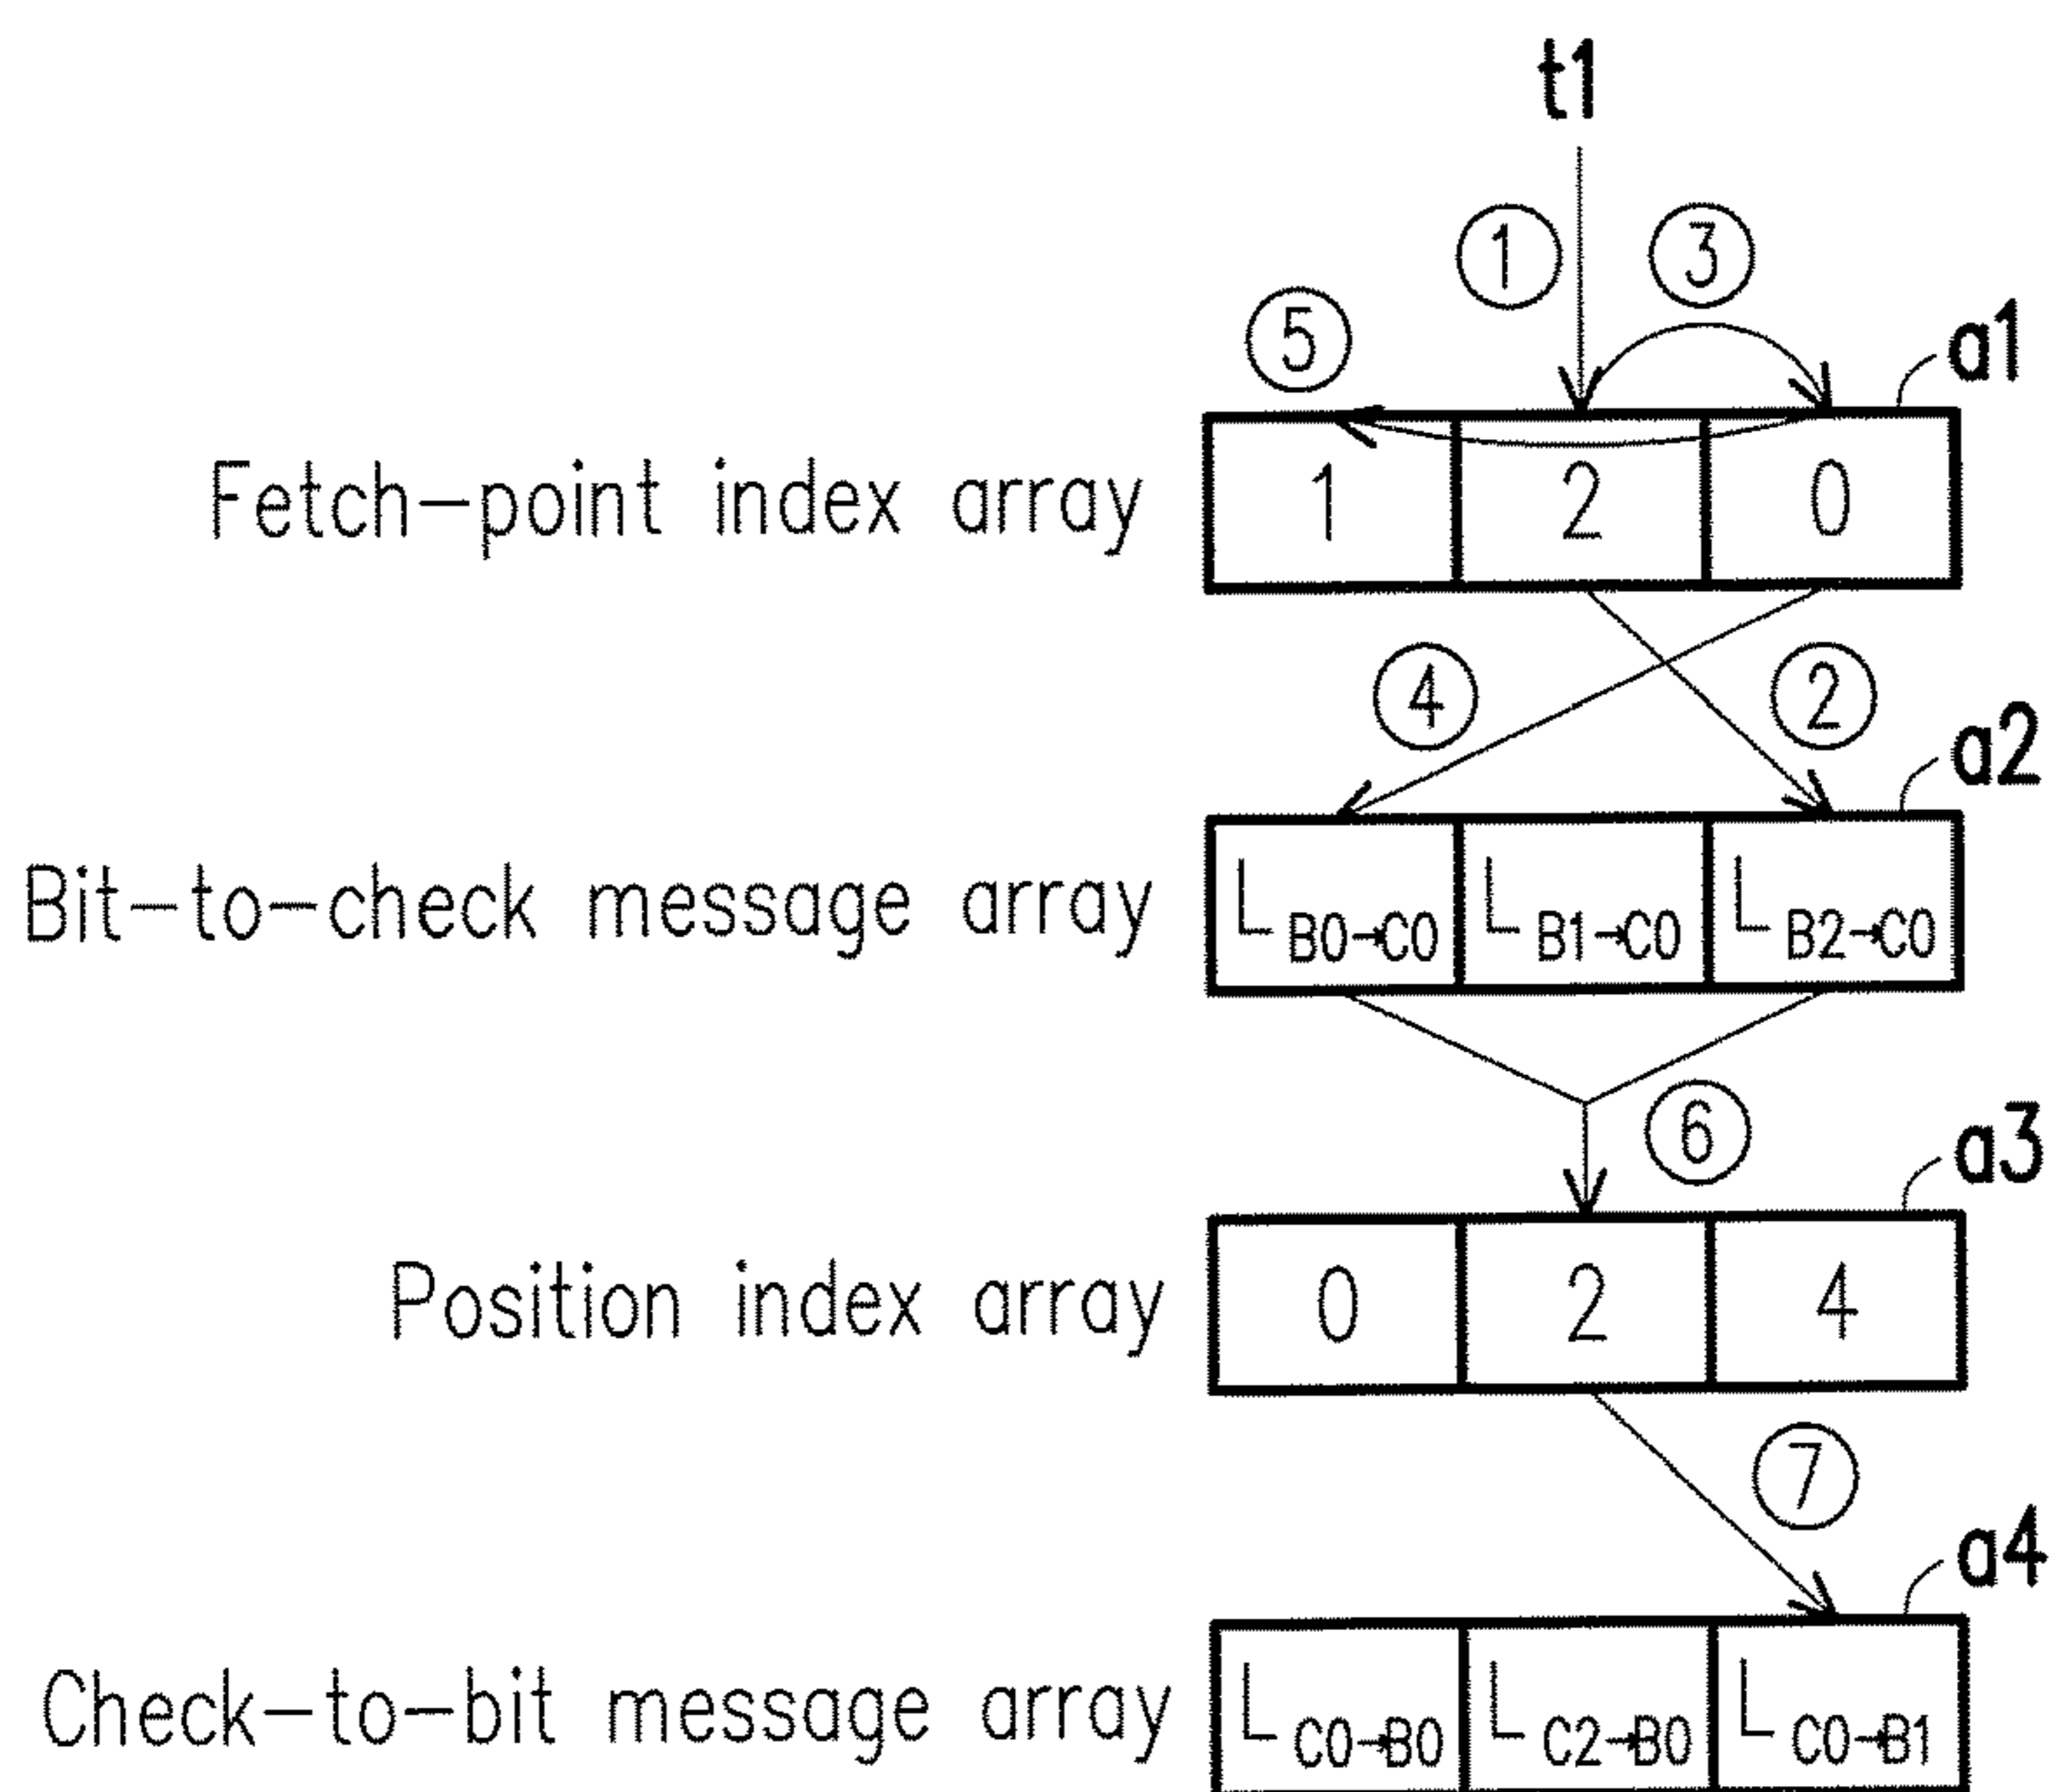 t1
① ③
⑤
a1
Fetch-point index array 1 2 0
④ ②
a2
Bit-to-check message array L B0→C0 L B1→C0 L B2→C0
⑥
a3
Position index array 0 2 4
⑦
a4
Check-to-bit message array L C0→B0 L C2→B0 L C0→B1